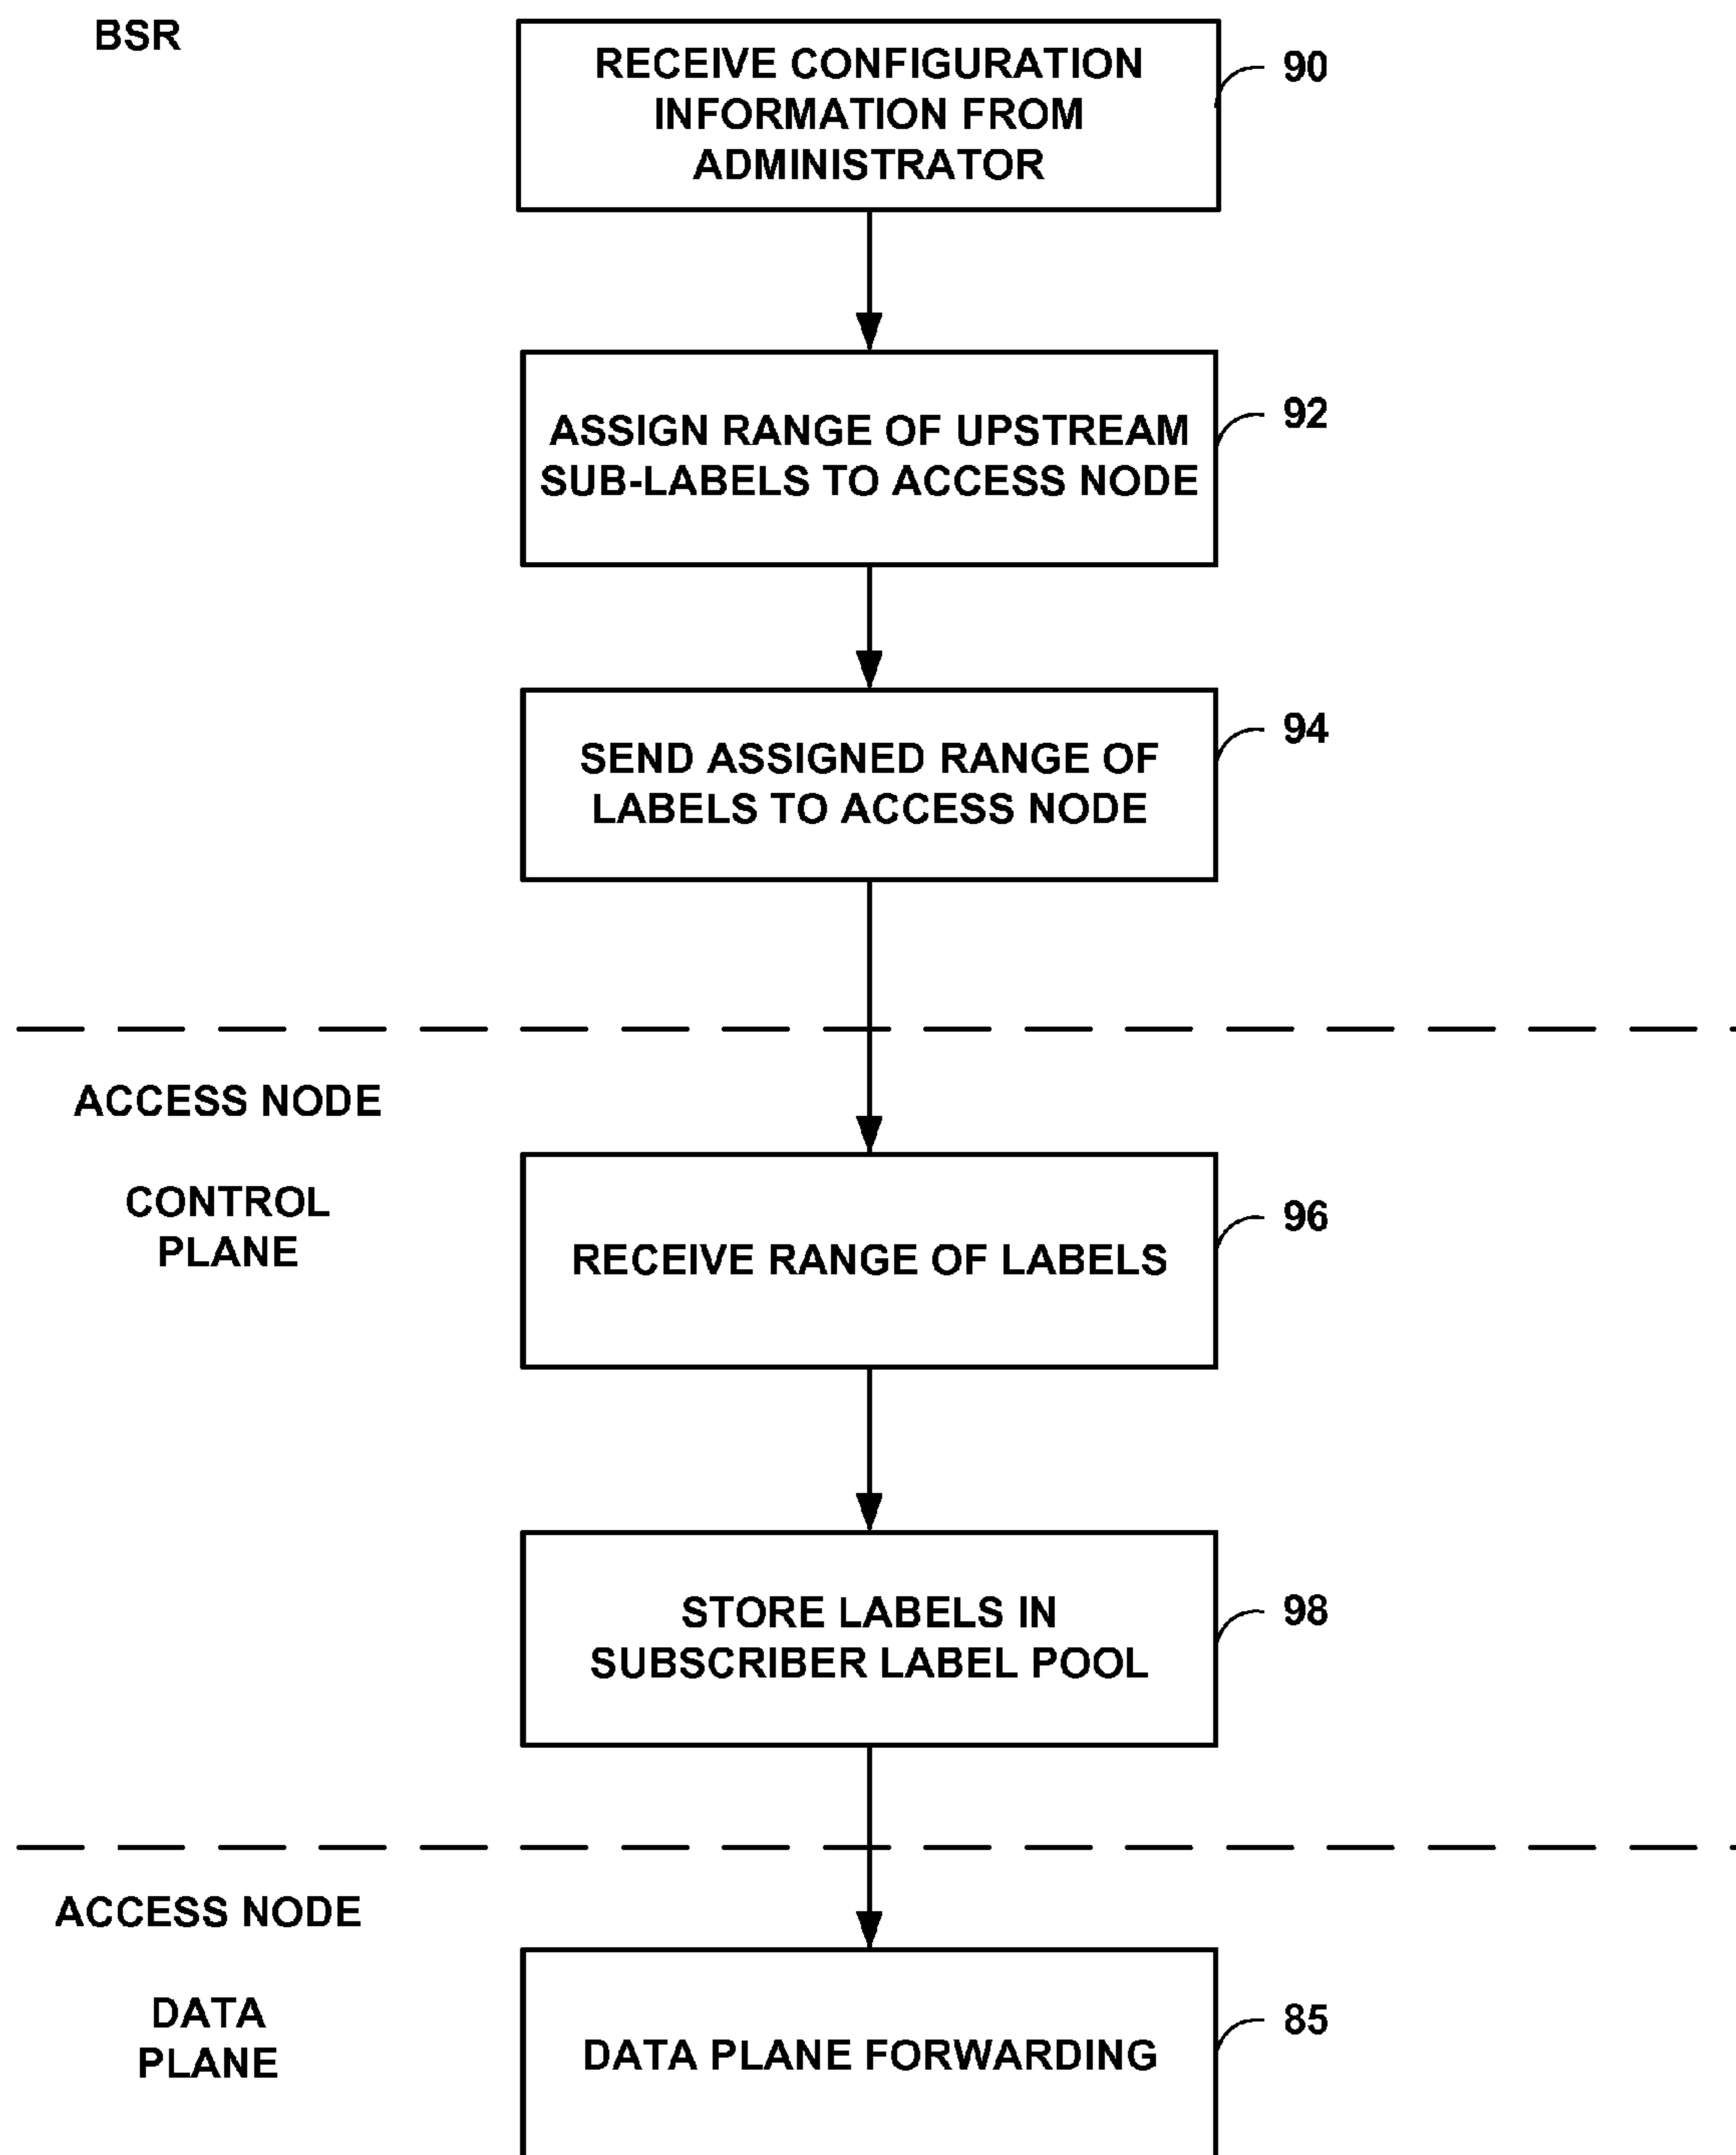 BSR
RECEIVE CONFIGURATION
INFORMATION FROM
ADMINISTRATOR
90
ASSIGN RANGE OF UPSTREAM
SUB-LABELS TO ACCESS NODE
92
SEND ASSIGNED RANGE OF
LABELS TO ACCESS NODE
94
ACCESS NODE
CONTROL
PLANE
RECEIVE RANGE OF LABELS
96
STORE LABELS IN
SUBSCRIBER LABEL POOL
98
ACCESS NODE
DATA
PLANE
DATA PLANE FORWARDING
85